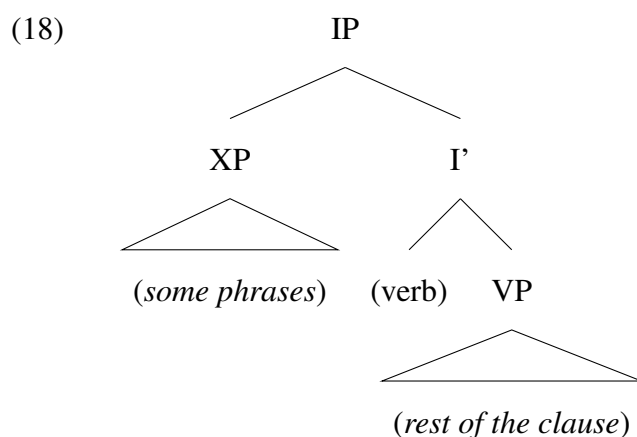 (18) IP
XP I’
(some phrases) (verb) VP
(rest of the clause)